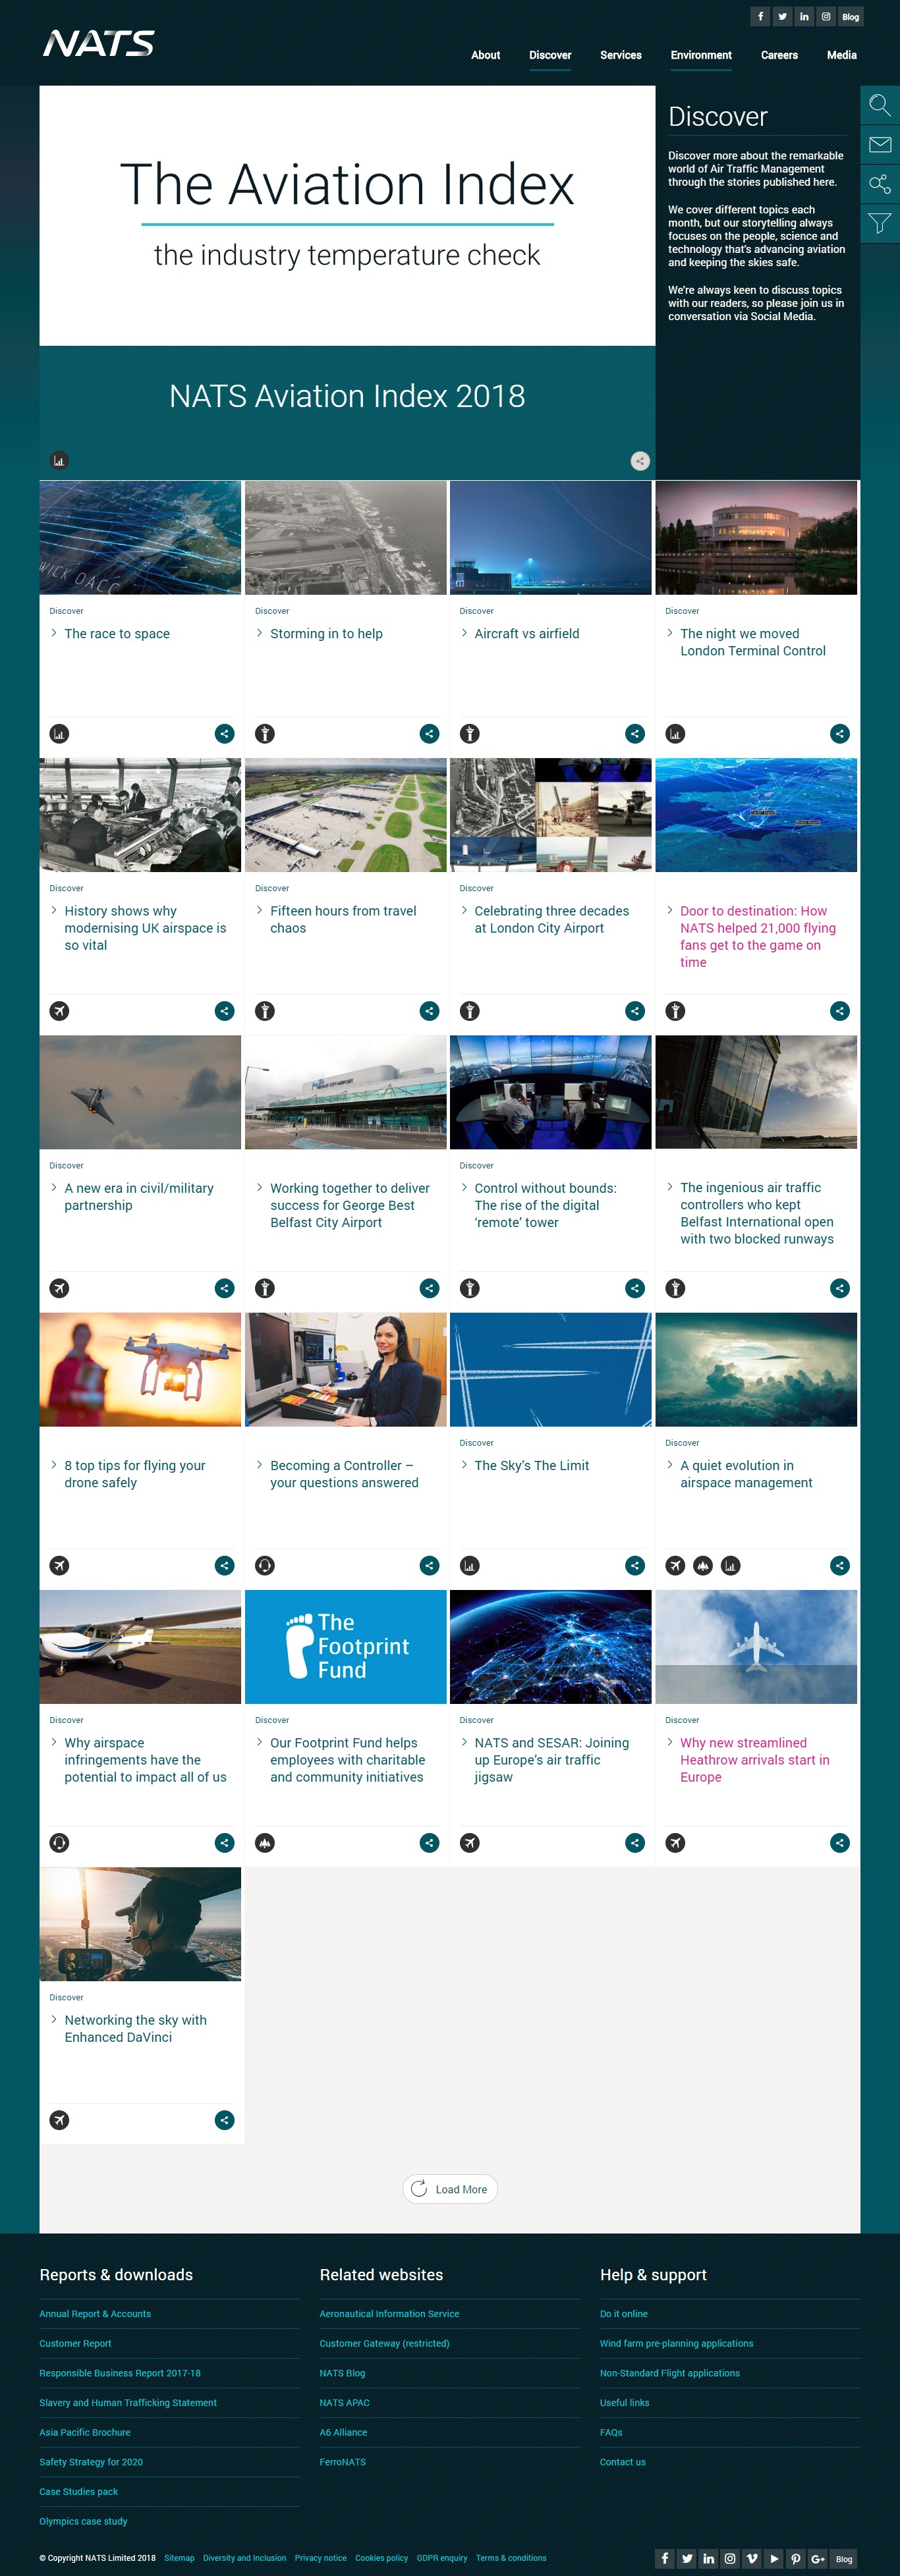 Blog
NATS
About Discover Services Environment Careers Media
The Aviation Index
the industry temperature check
NATS Aviation Index 2018
Discover
Discover more about the remarkable
world of Air Traffic Management
through the stories published here.
We cover different topics each
month, but our storytelling always
focuses on the people, science and
technology that's advancing aviation
and keeping the skies safe.
We're always keen to discuss topics
with our readers, so please join us in
conversation via Social Media.
WICK OACC
Discover
The race to space
Discover
Storming in to help
Discover
Aircraft vs airfield
Discover
The night we moved
London Terminal Control
Discover
History shows why
modernising UK airspace is
so vital
Discover
Fifteen hours from travel
chaos
Discover
Celebrating three decades
at London City Airport
Door to destination: How
NATS helped 21,000 flying
fans get to the game on
time
Discover
A new era in civil/military
partnership
CITY AIRPORT
Working together to deliver
success for George Best
Belfast City Airport
Discover
Control without bounds:
The rise of the digital
‘remote’ tower
The ingenious air traffic
controllers who kept
Belfast International open
with two blocked runways
8 top tips for flying your
drone safely
Becoming a Controller –
your questions answered
Discover
The Sky’s The Limit
Discover
A quiet evolution in
airspace management
Discover
Why airspace
infringements have the
potential to impact all of us
The
Footprint
Fund
Discover
Our Footprint Fund helps
employees with charitable
and community initiatives
Discover
NATS and SESAR: Joining
up Europe’s air traffic
jigsaw
Discover
Why new streamlined
Heathrow arrivals start in
Europe
Discover
Networking the sky with
Enhanced DaVinci
Load More
Reports & downloads
Annual Report & Accounts
Customer Report
Responsible Business Report 2017-18
Slavery and Human Trafficking Statement
Asia Pacific Brochure
Safety Strategy for 2020
Case Studies pack
Olympics case study
Related websites
Aeronautical Information Service
Customer Gateway (restricted)
NATS Blog
NATS APAC
A6 Alliance
FerroNATS
Help & support
Do it online
Wind farm pre-planning applications
Non-Standard Flight applications
Useful links
FAQs
Contact us
© Copyright NATS Limited 2018 Sitemap Diversity and Inclusion Privacy notice Cookies policy GDPR enquiry Terms & conditions
Blog